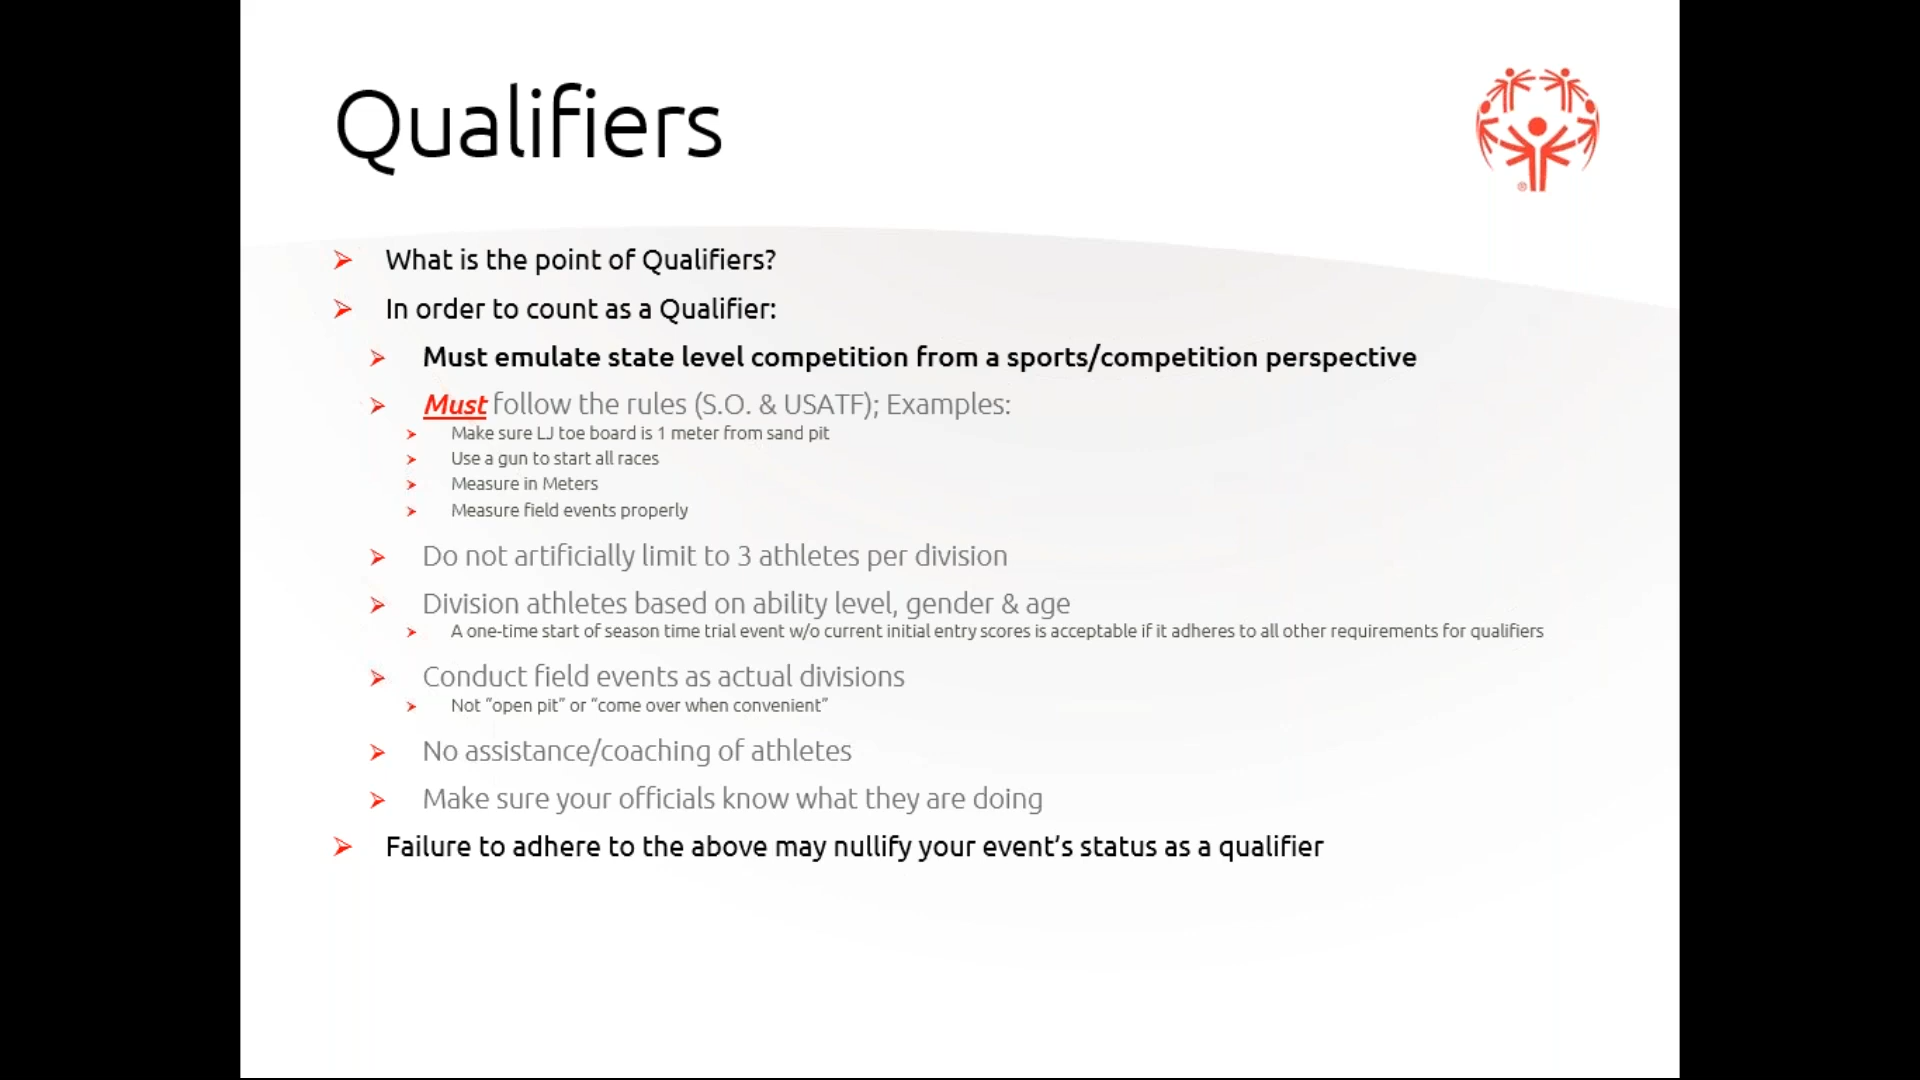 Qualifiers
®
What is the point of Qualifiers?
In order to count as a Qualifier:
Must emulate state level competition from a sports/competition perspective
Must follow the rules (S.O. & USATF); Examples:
Make sure LJ toe board is 1 meter from sand pit
Use a gun to start all races
Measure in Meters
Measure field events properly
Do not artificially limit to 3 athletes per division
Division athletes based on ability level, gender & age
A one-time start of season time trial event w/o current initial entry scores is acceptable if it adheres to all other requirements for qualifiers
Conduct field events as actual divisions
Not “open pit” or “come over when convenient”
No assistance/coaching of athletes
Make sure your officials know what they are doing
Failure to adhere to the above may nullify your event’s status as a qualifier